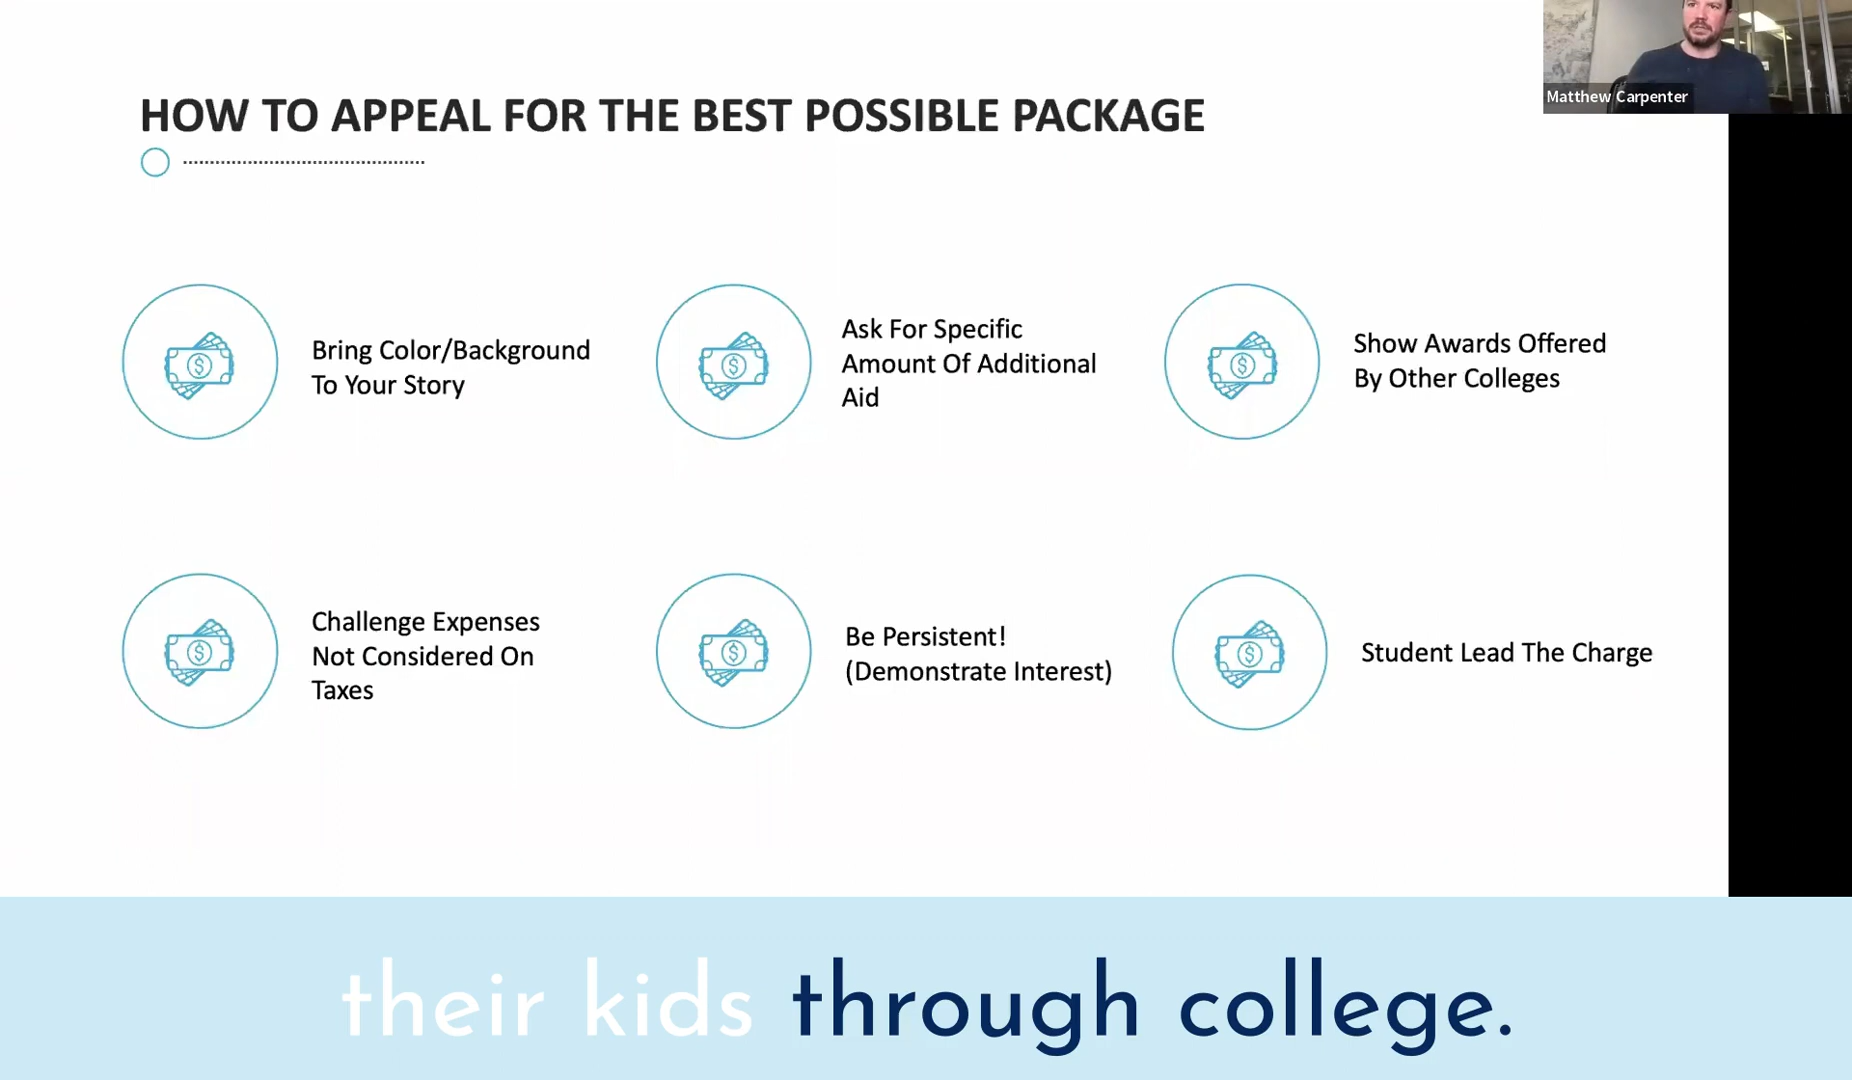 Matthew Carpenter
HOW TO APPEAL FOR THE BEST POSSIBLE PACKAGE
Bring Color/Background
To Your Story
Ask For Specific
Amount Of Additional
Aid
Show Awards Offered
By Other Colleges
Challenge Expenses
Not Considered On
Taxes
Be Persistent!
(Demonstrate Interest)
Student Lead The Charge
their kids through college.